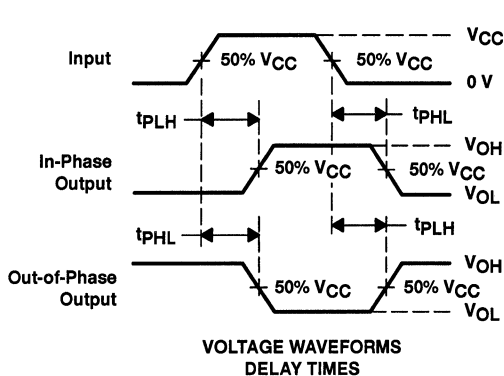 VCC
Input
50% VCC
50% VCC
0 V
tPLH
tPHL
VOH
In-Phase
Output
50% VCC
50% VCC
VOL
tPHL
tPLH
VOH
Out-of-Phase
Output
50% VCC
50% VCC
VOL
VOLTAGE WAVEFORMS
DELAY TIMES